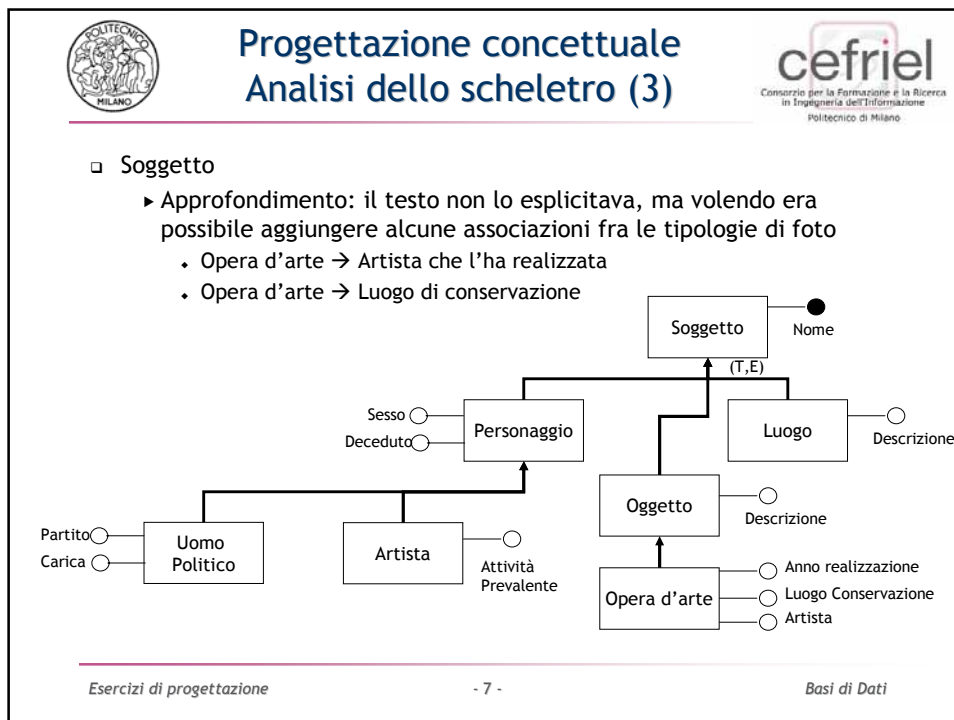 POLITECNICO
MILANO
Progettazione concettuale
Analisi dello scheletro (3)
cefriel
Consorzio per la Formazione e la Ricerca
in Ingegneria dell'Informazione
Politecnico di Milano
Soggetto
Approfondimento: il testo non lo esplicitava, ma volendo era
possibile aggiungere alcune associazioni fra le tipologie di foto
Opera d'arte → Artista che l'ha realizzata
Opera d'arte → Luogo di conservazione
Soggetto
Nome
(T,E)
Sesso
Deceduto
Personaggio
Luogo
Descrizione
Oggetto
Descrizione
Partito
Carica
Uomo
Politico
Artista
Attività
Prevalente
Opera d'arte
Anno realizzazione
Luogo Conservazione
Artista
Esercizi di progettazione
- 7 -
Basi di Dati